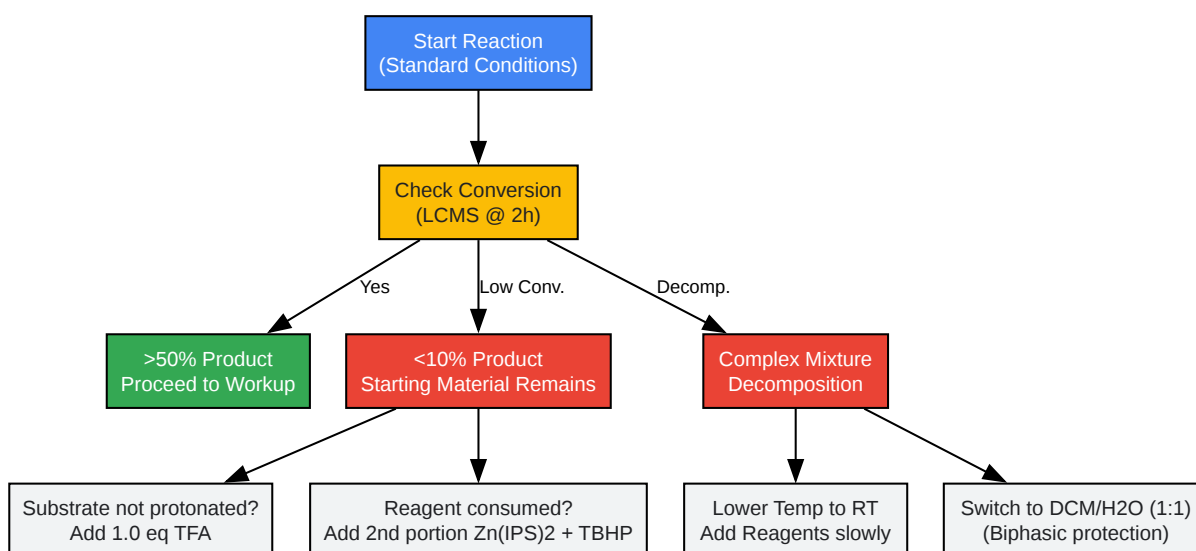 Start Reaction
(Standard Conditions)
Check Conversion
(LCMS @ 2h)
Yes
Low Conv.
Decomp.
>50% Product
Proceed to Workup
<10% Product
Starting Material Remains
Complex Mixture
Decomposition
Substrate not protonated?
Add 1.0 eq TFA
Reagent consumed?
Add 2nd portion Zn(IPS)2 + TBHP
Lower Temp to RT
Add Reagents slowly
Switch to DCM/H2O (1:1)
(Biphasic protection)